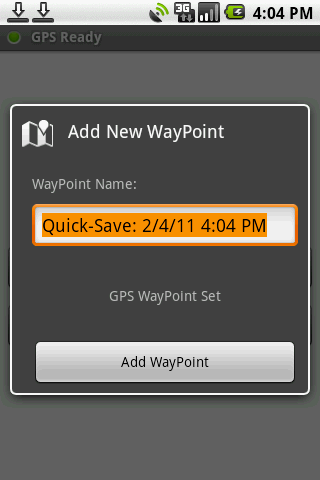 3G
4:04 PM
GPS Ready
Add New WayPoint
WayPoint Name:
Quick-Save: 2/4/11 4:04 PM
GPS WayPoint Set
Add WayPoint